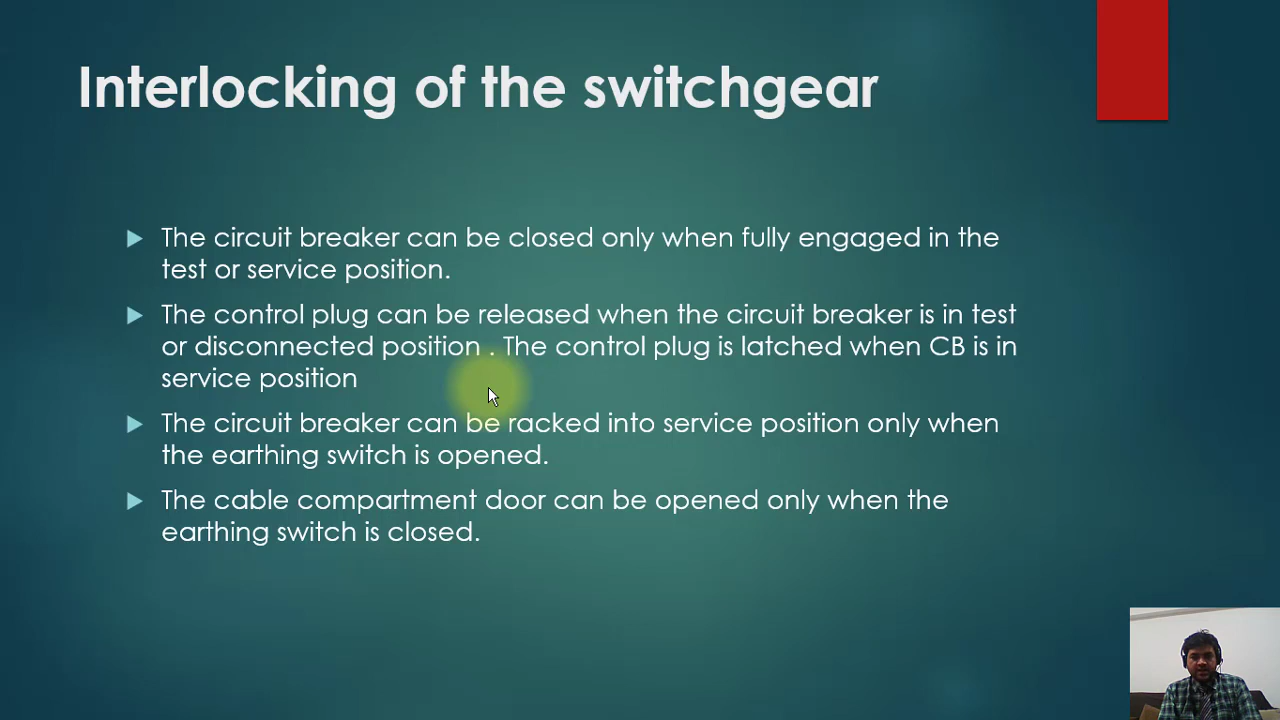 Interlocking of the switchgear
The circuit breaker can be closed only when fully engaged in the
test or service position.
The control plug can be released when the circuit breaker is in test
or disconnected position . The control plug is latched when CB is in
service position
The circuit breaker can be racked into service position only when
the earthing switch is opened.
The cable compartment door can be opened only when the
earthing switch is closed.